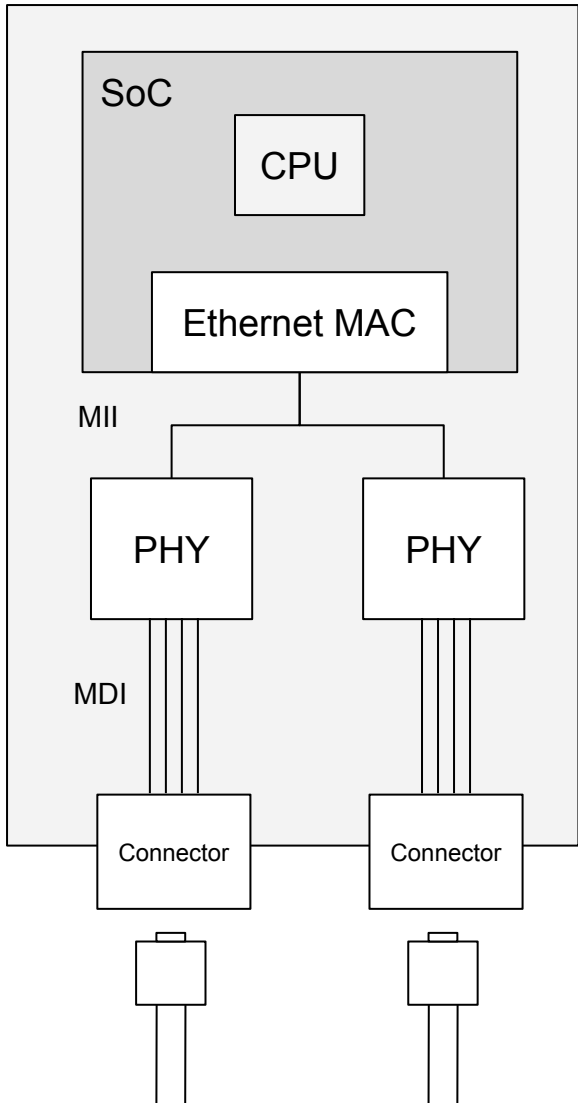 SoC
CPU
Ethernet MAC
MII
PHY PHY
MDI
Connector Connector